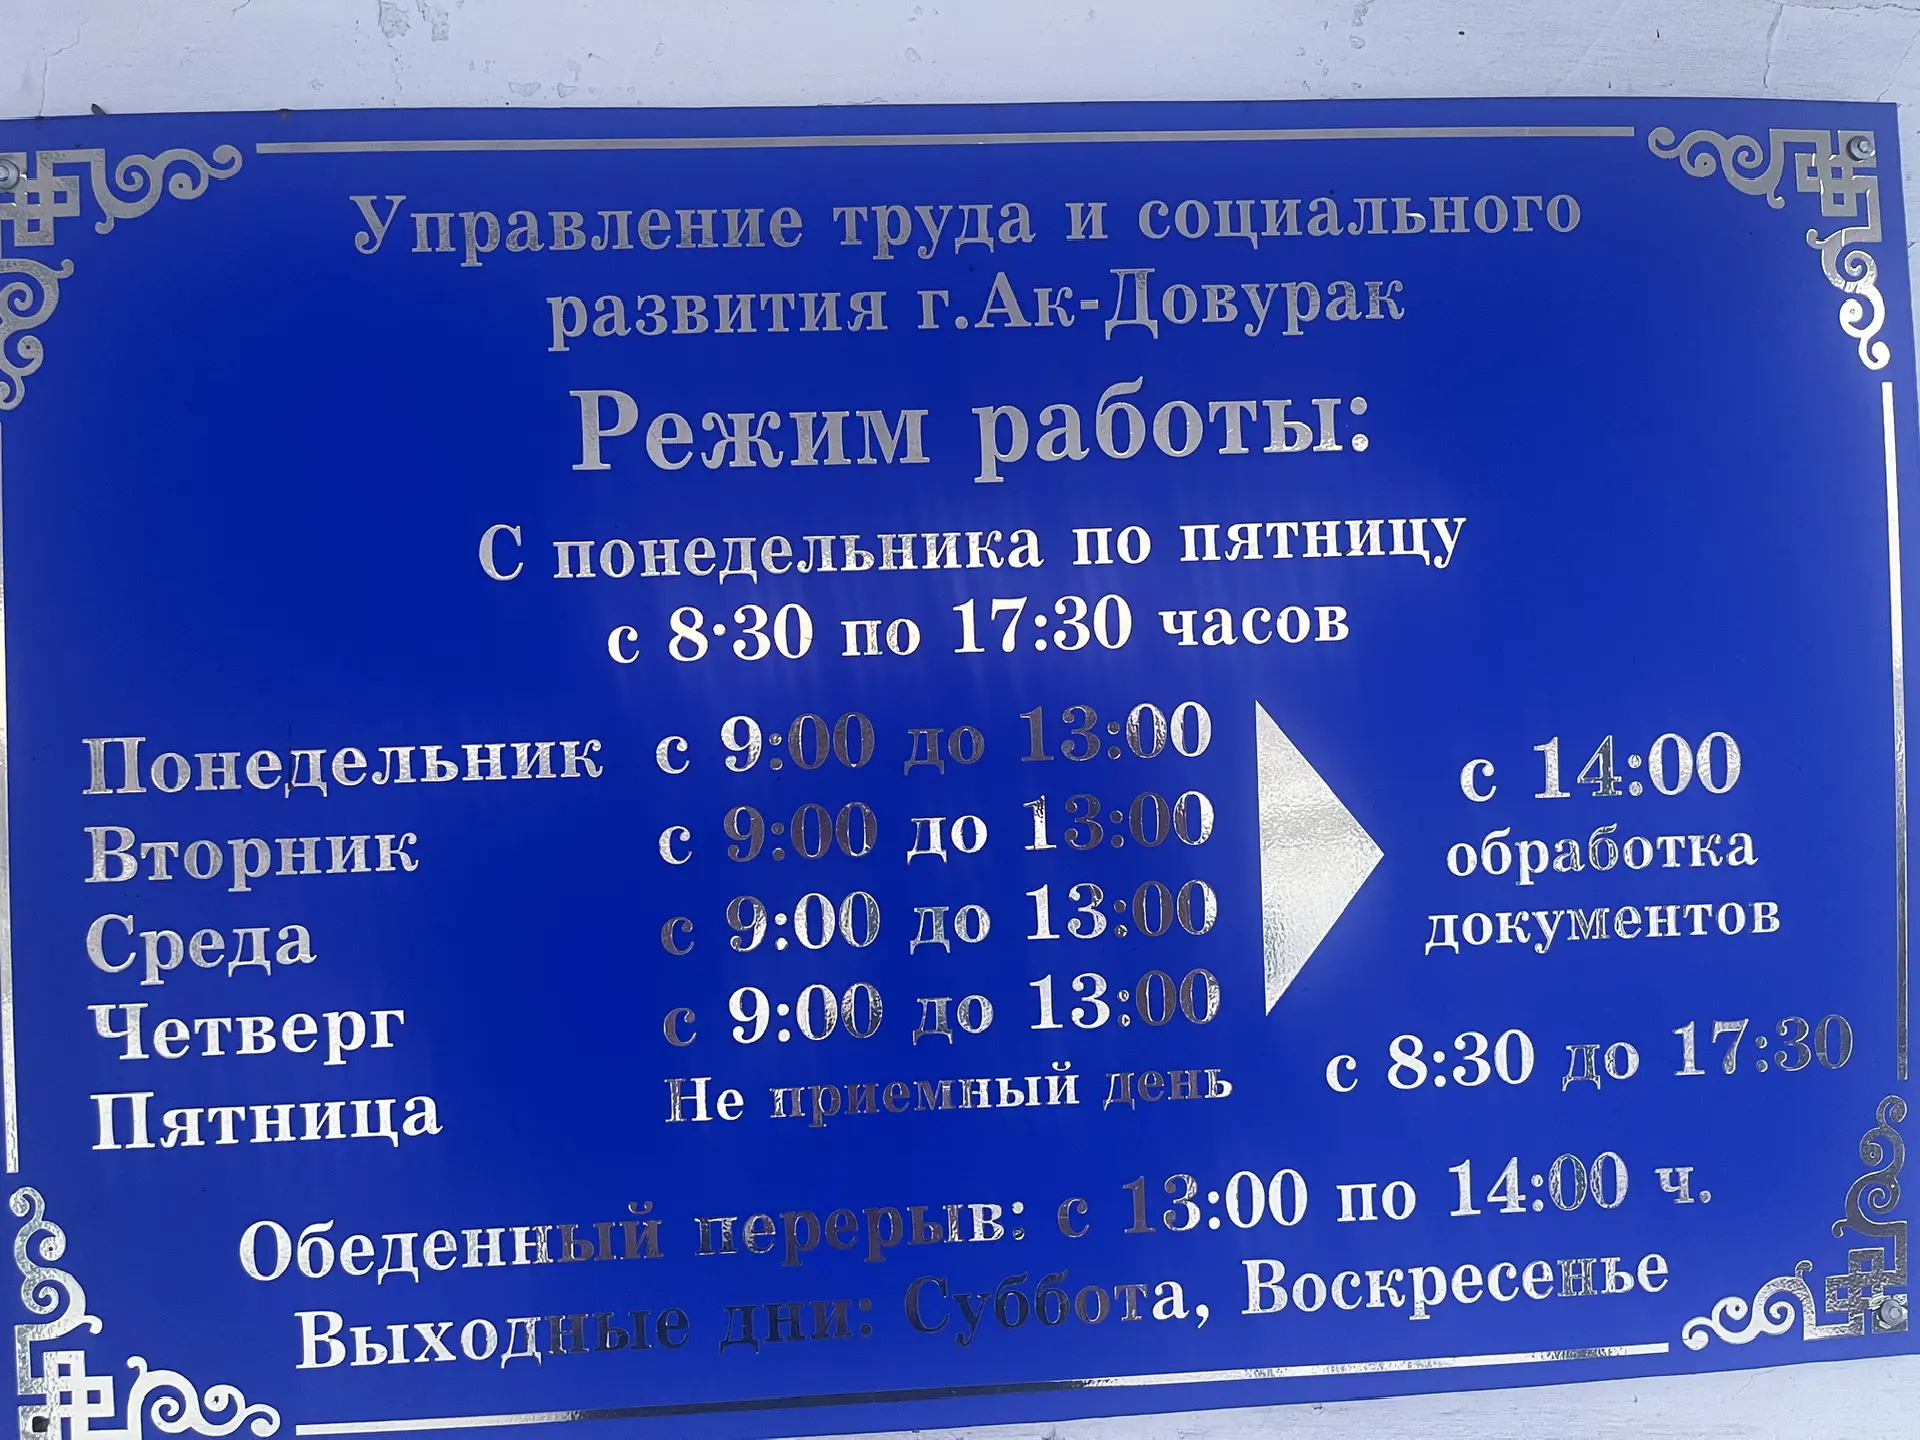 Управление труда и социального
развития г.Ак-Довурак
Режим работы:
С понедельника по пятницу
с 8:30 по 17:30 часов
Понедельник с 9:00 до 13:00
Вторник с 9:00 до 13:00
Среда с 9:00 до 13:00
Четверг с 9:00 до 13:00
с 14:00
обработка
документов
Пятница Не приемный день с 8:30 до 17:30
Обеденный перерыв: с 13:00 по 14:00 ч.
Выходные дни: Суббота, Воскресенье